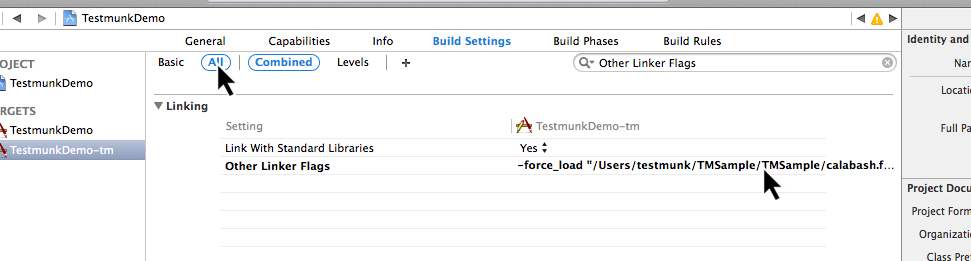 TestmunkDemo
General Capabilities Info Build Settings Build Phases Build Rules
Identity and
OJECT
Basic All Combined Levels + Other Linker Flags
Nam
TestmunkDemo
Locatio
ARGETS
Linking
TestmunkDemo
Setting TestmunkDemo-tm
Full Pa
TestmunkDemo-tm
Link With Standard Libraries Yes
Other Linker Flags -force_load "/Users/testmunk/TMSample/TMSample/calabash.f...
Project Docu
Project Form
Organizatio
Class Pref